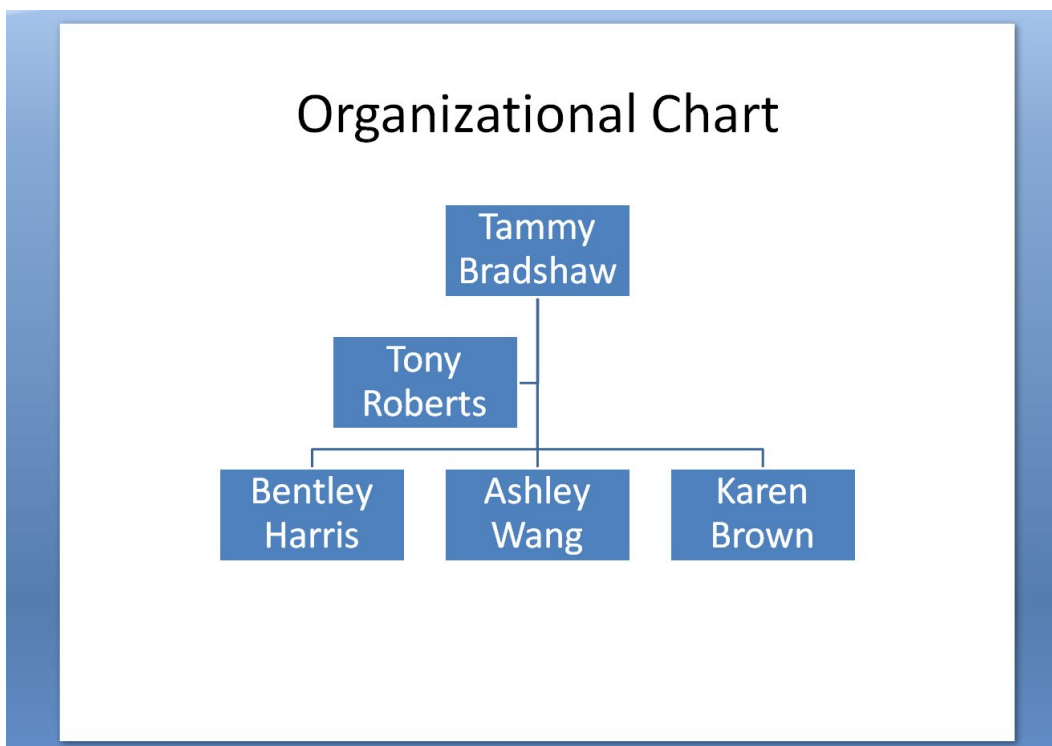 Organizational Chart
Tammy
Bradshaw
Tony
Roberts
Bentley
Harris
Ashley
Wang
Karen
Brown